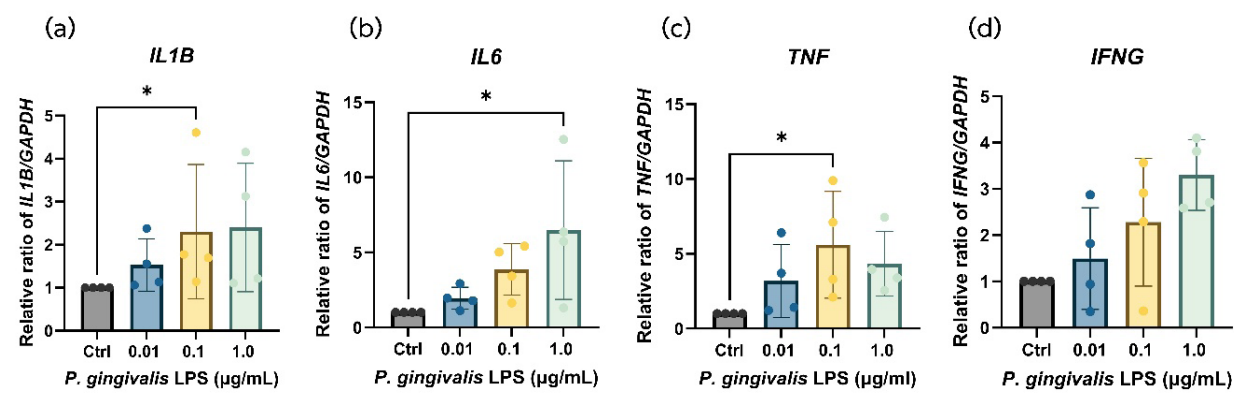 (a)
IL1B
Relative ratio of IL1B/GAPDH
5
4
3
2
1
0
*
Ctrl 0.01 0.1 1.0
P. gingivalis LPS (μg/mL)
(b)
IL6
Relative ratio of IL6/GAPDH
15
10
5
0
*
Ctrl 0.01 0.1 1.0
P. gingivalis LPS (μg/mL)
(c)
TNF
Relative ratio of TNF/GAPDH
15
10
5
0
*
Ctrl 0.01 0.1 1.0
P. gingivalis LPS (μg/ml)
(d)
IFNG
Relative ratio of IFNG/GAPDH
5
4
3
2
1
0
Ctrl 0.01 0.1 1.0
P. gingivalis LPS (μg/mL)